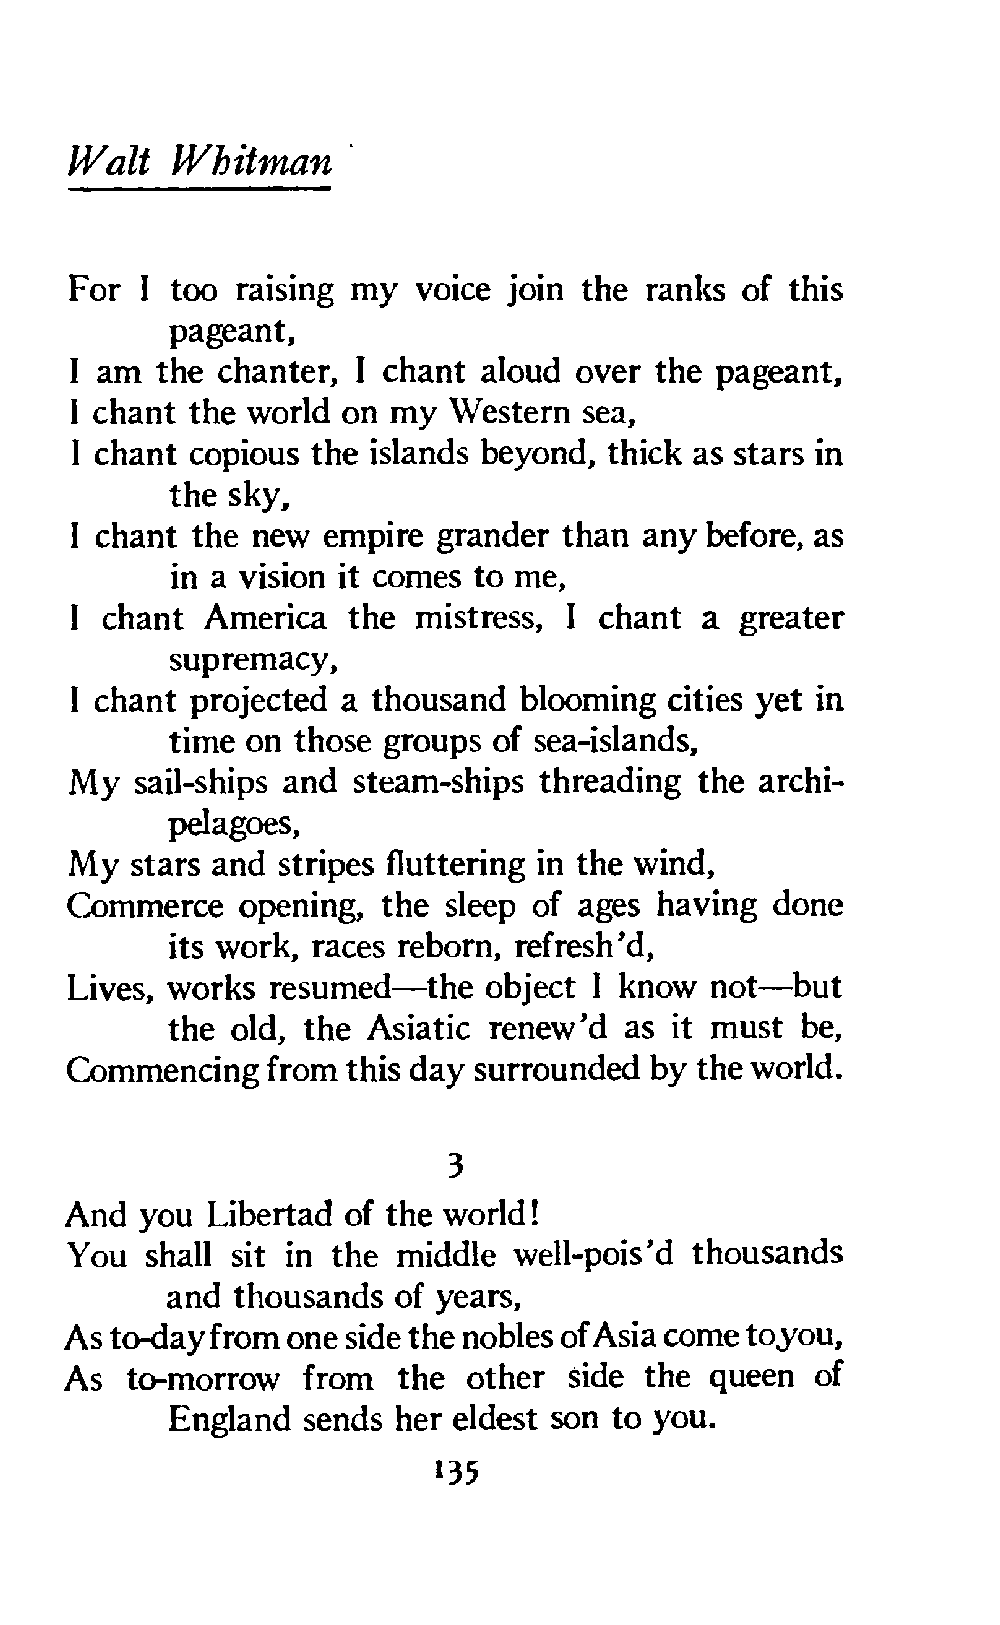 Walt Whitman
For I too raising my voice join the ranks of this
pageant,
I am the chanter, I chant aloud over the pageant,
I chant the world on my Western sea,
I chant copious the islands beyond, thick as stars in
the sky,
I chant the new empire grander than any before, as
in a vision it comes to me,
I chant America the mistress, I chant a greater
supremacy,
I chant projected a thousand blooming cities yet in
time on those groups of sea-islands,
My sail-ships and steam-ships threading the archi-
pelagoes,
My stars and stripes fluttering in the wind,
Commerce opening, the sleep of ages having done
its work, races reborn, refresh'd,
Lives, works resumed—the object I know not—but
the old, the Asiatic renew'd as it must be,
Commencing from this day surrounded by the world.
3
And you Libertad of the world!
You shall sit in the middle well-pois'd thousands
and thousands of years,
As to-day from one side the nobles of Asia come to you,
As to-morrow from the other side the queen of
England sends her eldest son to you.
135